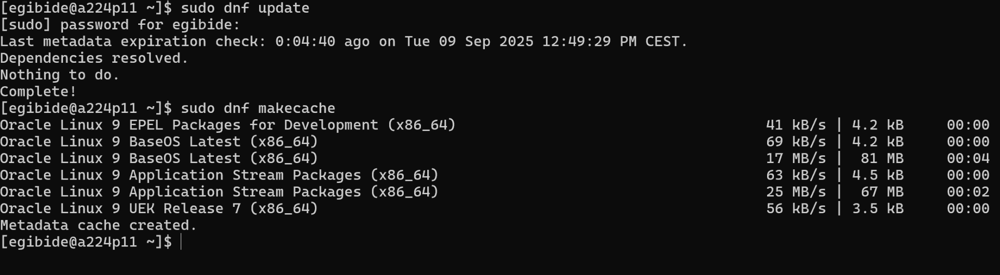 [egibide@a224p11 ~]$ sudo dnf update
[sudo] password for egibide:
Last metadata expiration check: 0:04:40 ago on Tue 09 Sep 2025 12:49:29 PM CEST.
Dependencies resolved.
Nothing to do.
Complete!
[egibide@a224p11 ~]$ sudo dnf makecache
Oracle Linux 9 EPEL Packages for Development (x86_64) 41 kB/s | 4.2 kB 00:00
Oracle Linux 9 BaseOS Latest (x86_64) 69 kB/s | 4.2 kB 00:00
Oracle Linux 9 BaseOS Latest (x86_64) 17 MB/s | 81 MB 00:04
Oracle Linux 9 Application Stream Packages (x86_64) 63 kB/s | 4.5 kB 00:00
Oracle Linux 9 Application Stream Packages (x86_64) 25 MB/s | 67 MB 00:02
Oracle Linux 9 UEK Release 7 (x86_64) 56 kB/s | 3.5 kB 00:00
Metadata cache created.
[egibide@a224p11 ~]$